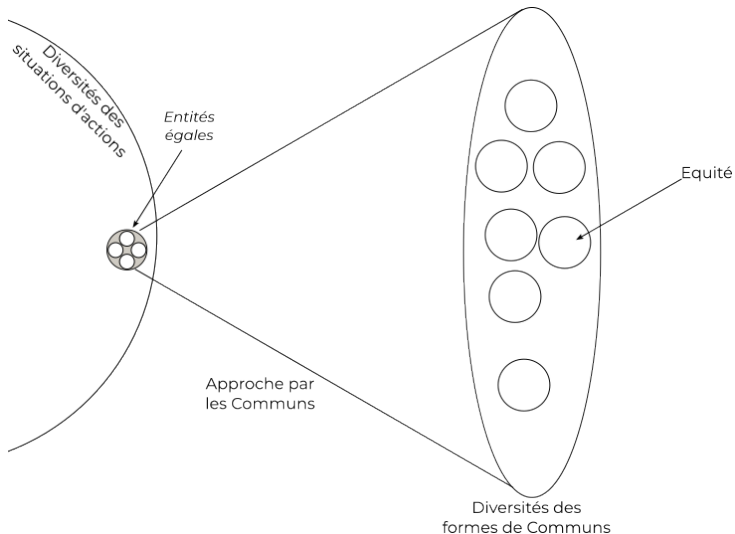 Diversités des
situations d'actions
Entités
égales
Equité
Approche par
les Communs
Diversités des
formes de Communs